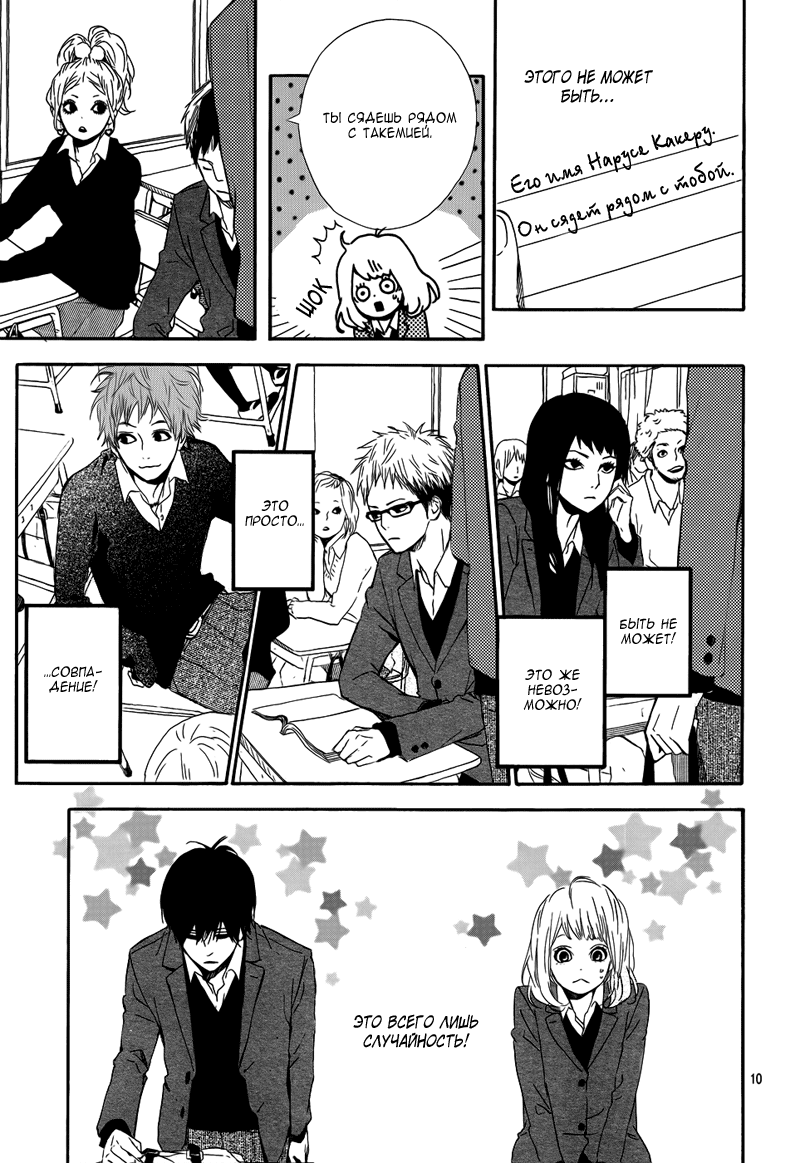 ЭТОГО НЕ МОЖЕТ
БЫТЬ...
Его имя Наруse Какеру.
Он сядет рядом с тобой.
ТЫ СЯДЕШЬ РЯДОМ
С ТАКЕМИЕЙ.
ШОК
БЫТЬ НЕ
МОЖЕТ!
ЭТО ЖЕ
НЕВОЗ-
МОЖНО!
ЭТО
ПРОСТО...
...СОВПА-
ДЕНИЕ!
ЭТО ВСЕГО ЛИШЬ
СЛУЧАЙНОСТЬ!
10